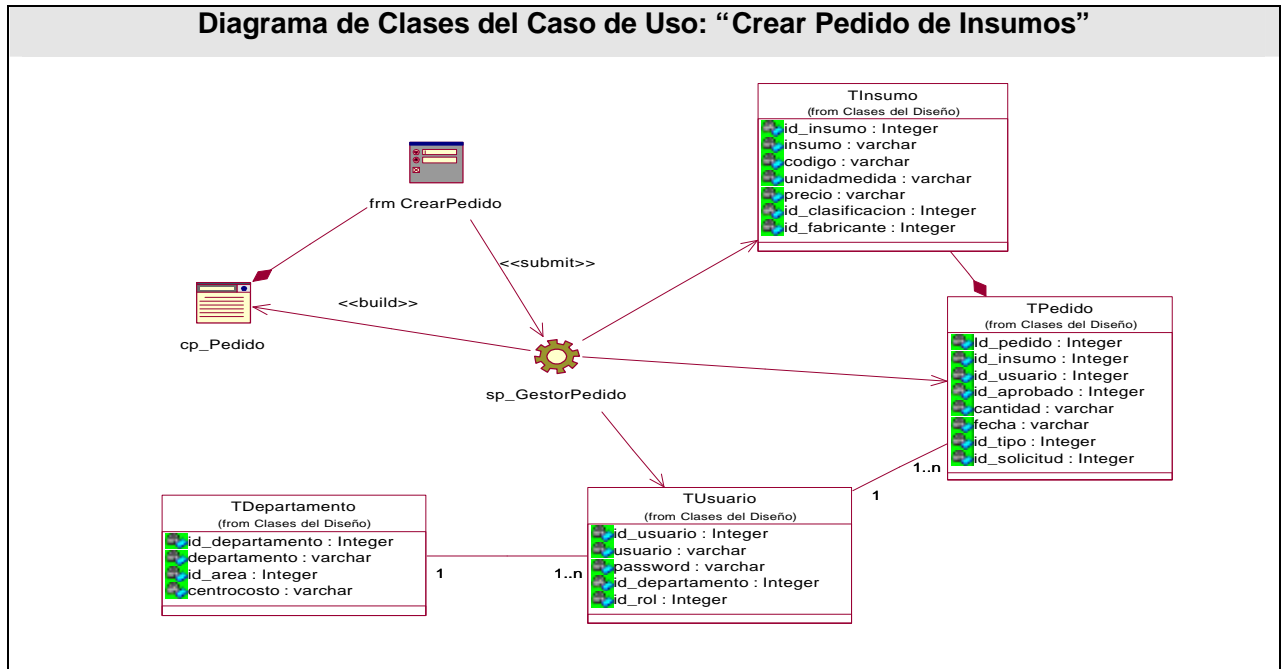 Diagrama de Clases del Caso de Uso: “Crear Pedido de Insumos”
TInsumo
(from Clases del Diseño)
id_insumo : Integer
insumo : varchar
codigo : varchar
unidadmedida : varchar
precio : varchar
id_clasificacion : Integer
id_fabricante : Integer
frm CrearPedido
<<submit>>
<<build>>
cp_Pedido
sp_GestorPedido
TPedido
(from Clases del Diseño)
Id_pedido : Integer
id_insumo : Integer
id_usuario : Integer
id_aprobado : Integer
cantidad : varchar
fecha : varchar
id_tipo : Integer
id_solicitud : Integer
1..n
1
TDepartamento
(from Clases del Diseño)
id_departamento : Integer
departamento : varchar
id_area : Integer
centrocosto : varchar
1
1..n
TUsuario
(from Clases del Diseño)
id_usuario : Integer
usuario : varchar
password : varchar
id_departamento : Integer
id_rol : Integer